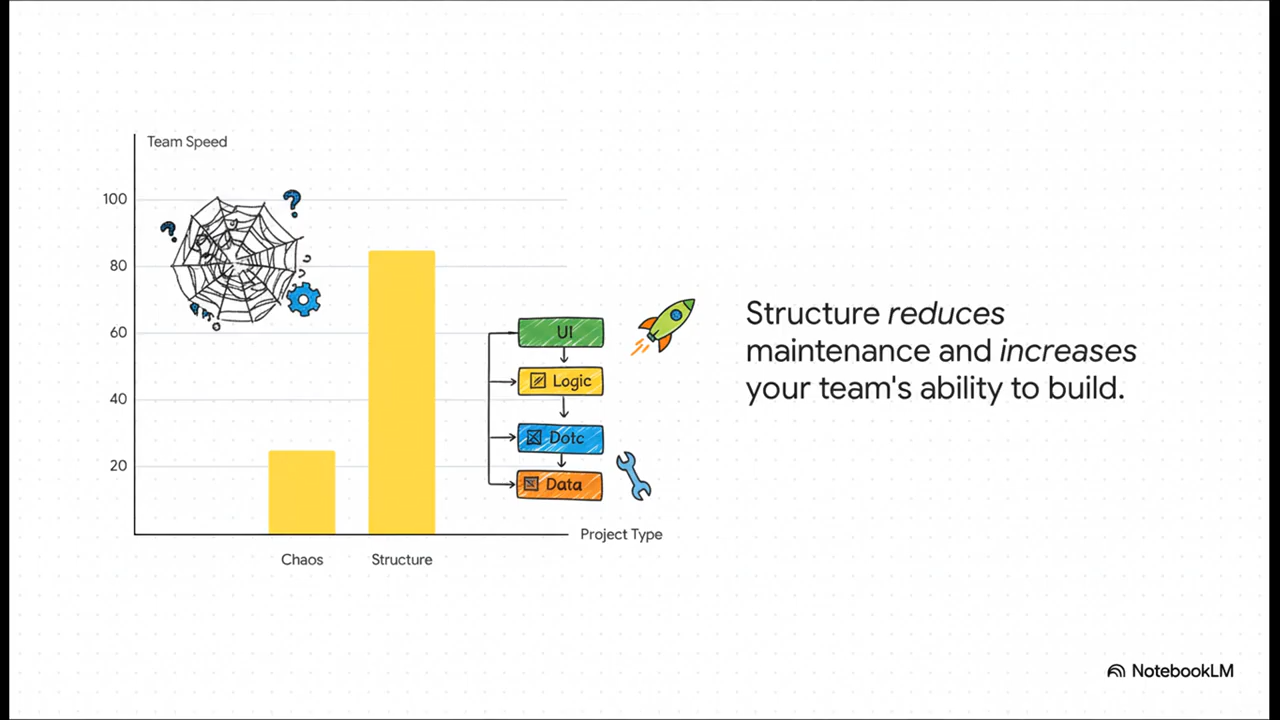 Team Speed
100
80
60
40
20
Chaos
Structure
Project Type
UI
Logic
Dotc
Data
Structure reduces
maintenance and increases
your team's ability to build.
NotebookLM